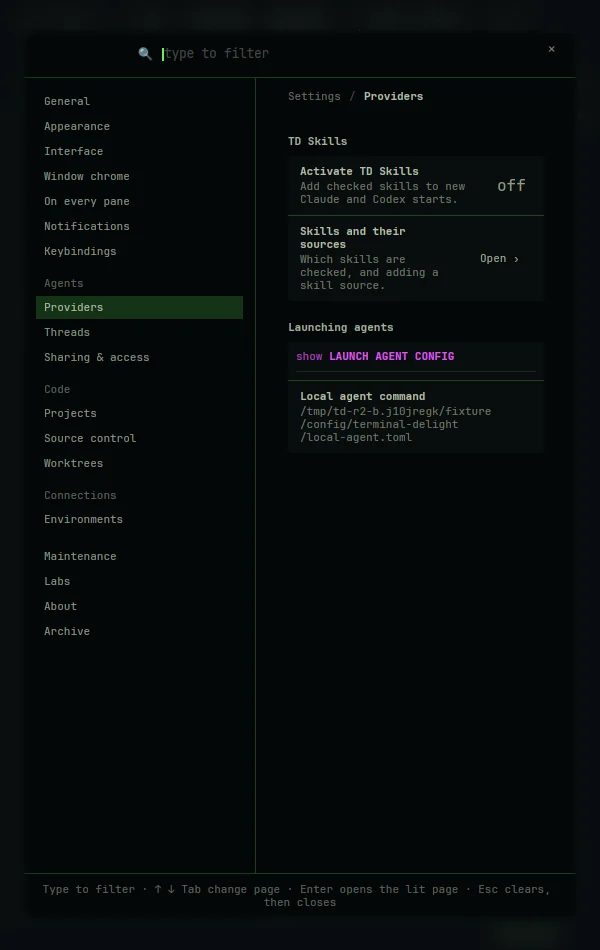 type to filter
×
General
Appearance
Interface
Window chrome
On every pane
Notifications
Keybindings
Agents
Providers
Threads
Sharing & access
Code
Projects
Source control
Worktrees
Connections
Environments
Maintenance
Labs
About
Archive
Settings / Providers
TD Skills
Activate TD Skills
Add checked skills to new
Claude and Codex starts.
off
Skills and their
sources
Which skills are
checked, and adding a
skill source.
Open ›
Launching agents
show LAUNCH AGENT CONFIG
Local agent command
/tmp/td-r2-b.j10jregk/fixture
/config/terminal-delight
/local-agent.toml
Type to filter · ↑ ↓ Tab change page · Enter opens the lit page · Esc clears,
then closes